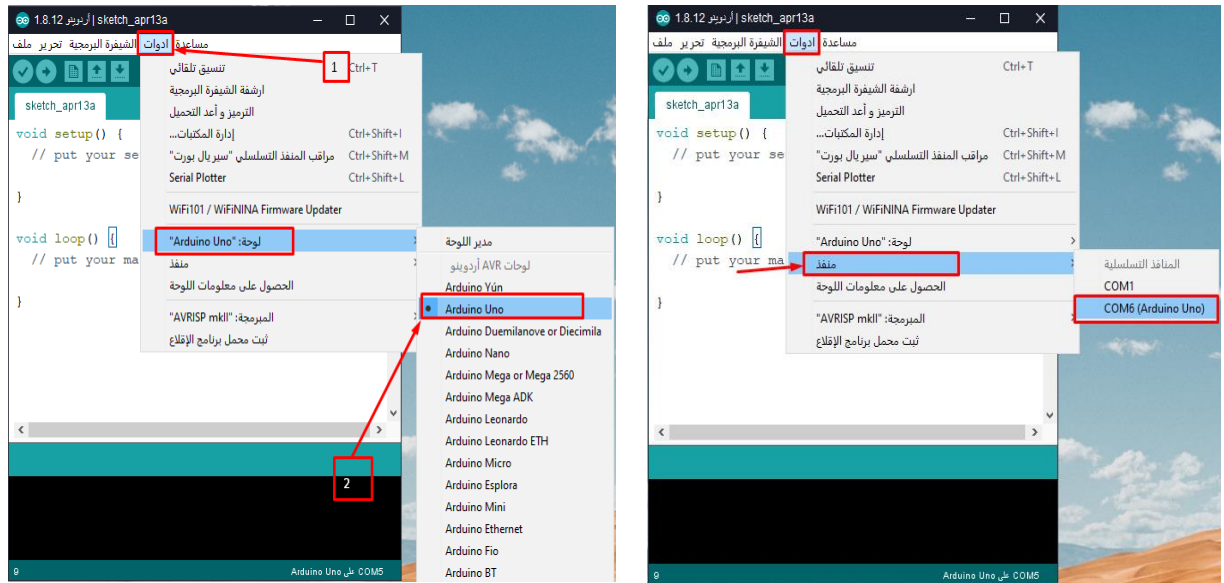 sketch_apr13a | أردوينو 1.8.12
ملف تحرير الشيفرة البرمجية ادوات مساعدة
1
sketch_apr13a
void setup() {
// put your se
}
void loop() {
// put your ma
}
تنسيق تلقائي Ctrl+T
ارشفة الشيفرة البرمجية
الترميز و أعد التحميل
إدارة المكتبات... Ctrl+Shift+I
مراقب المنفذ التسلسلي "سيريال بورت" Ctrl+Shift+M
Serial Plotter Ctrl+Shift+L
WiFi101 / WiFiNINA Firmware Updater
لوحة: "Arduino Uno"
منفذ
الحصول على معلومات اللوحة
المبرمجة: "AVRISP mkII"
ثبت محمل برنامج الإقلاع
مدير اللوحة
لوحات AVR أردوينو
Arduino Yún
Arduino Uno
Arduino Duemilanove or Diecimila
Arduino Nano
Arduino Mega or Mega 2560
Arduino Mega ADK
Arduino Leonardo
Arduino Leonardo ETH
Arduino Micro
Arduino Esplora
Arduino Mini
Arduino Ethernet
Arduino Fio
Arduino BT
2
9
Arduino Uno على COM5
sketch_apr13a | أردوينو 1.8.12
ملف تحرير الشيفرة البرمجية ادوات مساعدة
sketch_apr13a
void setup() {
// put your se
}
void loop() {
// put your ma
}
تنسيق تلقائي Ctrl+T
ارشفة الشيفرة البرمجية
الترميز و أعد التحميل
إدارة المكتبات... Ctrl+Shift+I
مراقب المنفذ التسلسلي "سيريال بورت" Ctrl+Shift+M
Serial Plotter Ctrl+Shift+L
WiFi101 / WiFiNINA Firmware Updater
لوحة: "Arduino Uno"
منفذ
الحصول على معلومات اللوحة
المبرمجة: "AVRISP mkII"
ثبت محمل برنامج الإقلاع
المنافذ التسلسلية
COM1
COM6 (Arduino Uno)
9
Arduino Uno على COM5